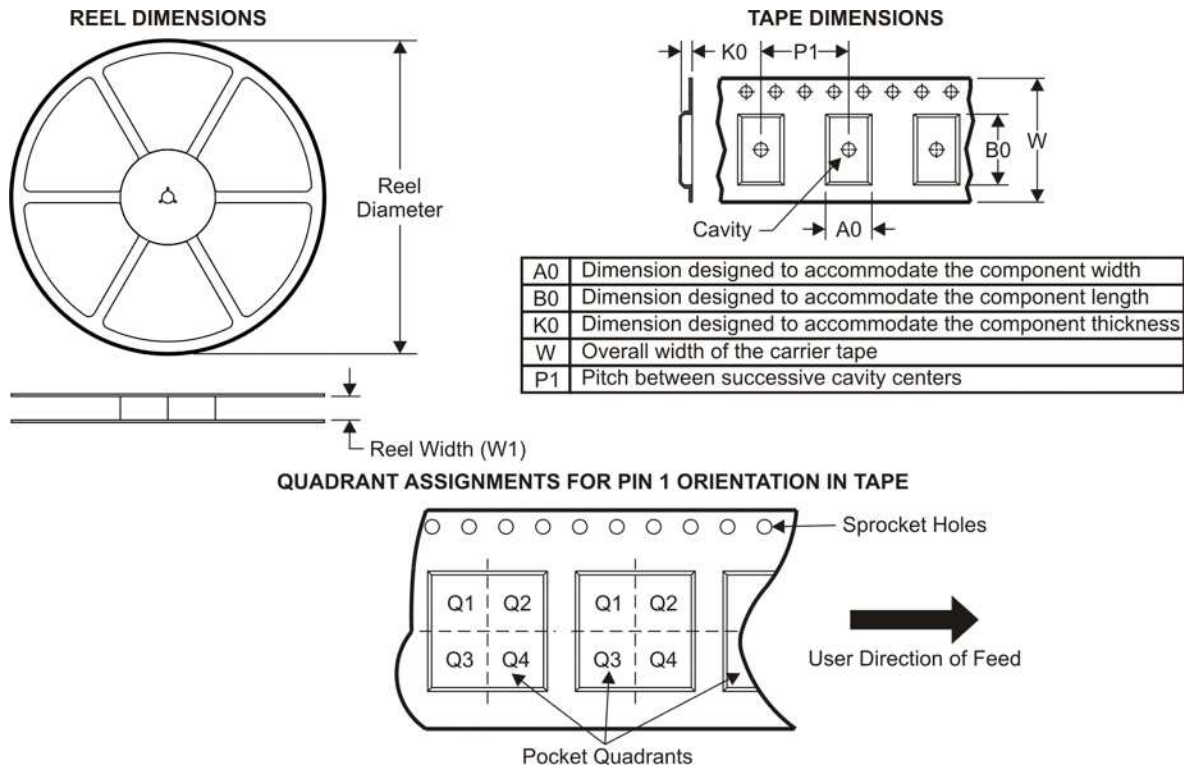 REEL DIMENSIONS
Reel
Diameter
Reel Width (W1)
TAPE DIMENSIONS
K0
P1
B0
W
Cavity
A0
A0 Dimension designed to accommodate the component width
B0 Dimension designed to accommodate the component length
K0 Dimension designed to accommodate the component thickness
W Overall width of the carrier tape
P1 Pitch between successive cavity centers
QUADRANT ASSIGNMENTS FOR PIN 1 ORIENTATION IN TAPE
Sprocket Holes
Q1 Q2 Q1 Q2
Q3 Q4 Q3 Q4
User Direction of Feed
Pocket Quadrants